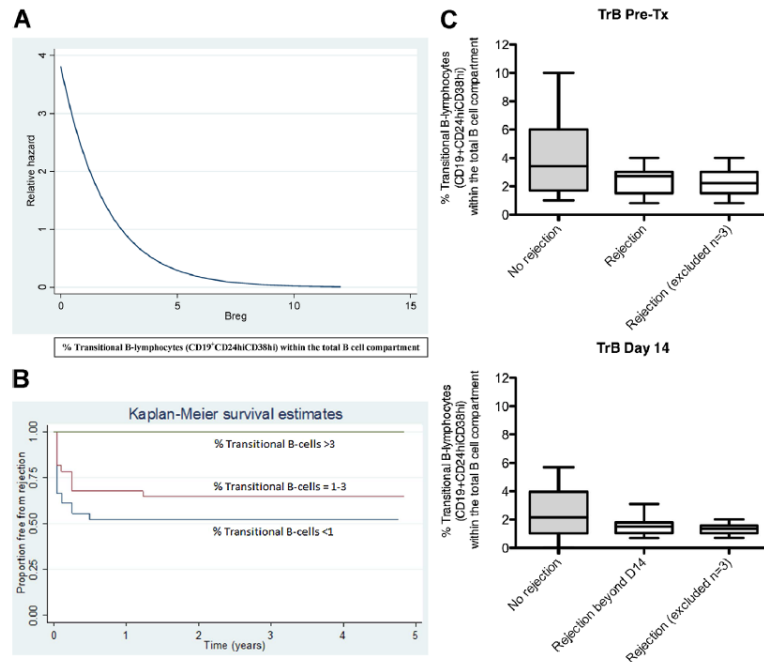 A
4
3
2
1
0
Relative hazard
0
5
10
15
Breg
% Transitional B-lymphocytes (CD19+CD24hiCD38hi) within the total B cell compartment
B
Kaplan-Meier survival estimates
1.00
0.75
0.50
0.25
0.00
Proportion free from rejection
% Transitional B-cells >3
% Transitional B-cells = 1-3
% Transitional B-cells <1
0
1
2
3
4
5
Time (years)
C
TrB Pre-Tx
% Transitional B-lymphocytes
(CD19+CD24hiCD38hi)
within the total B cell compartment
12
10
8
6
4
2
0
No rejection
Rejection
Rejection (excluded n=3)
TrB Day 14
% Transitional B-lymphocytes
(CD19+CD24hiCD38hi)
within the total B cell compartment
12
10
8
6
4
2
0
No rejection
Rejection beyond D14
Rejection (excluded n=3)